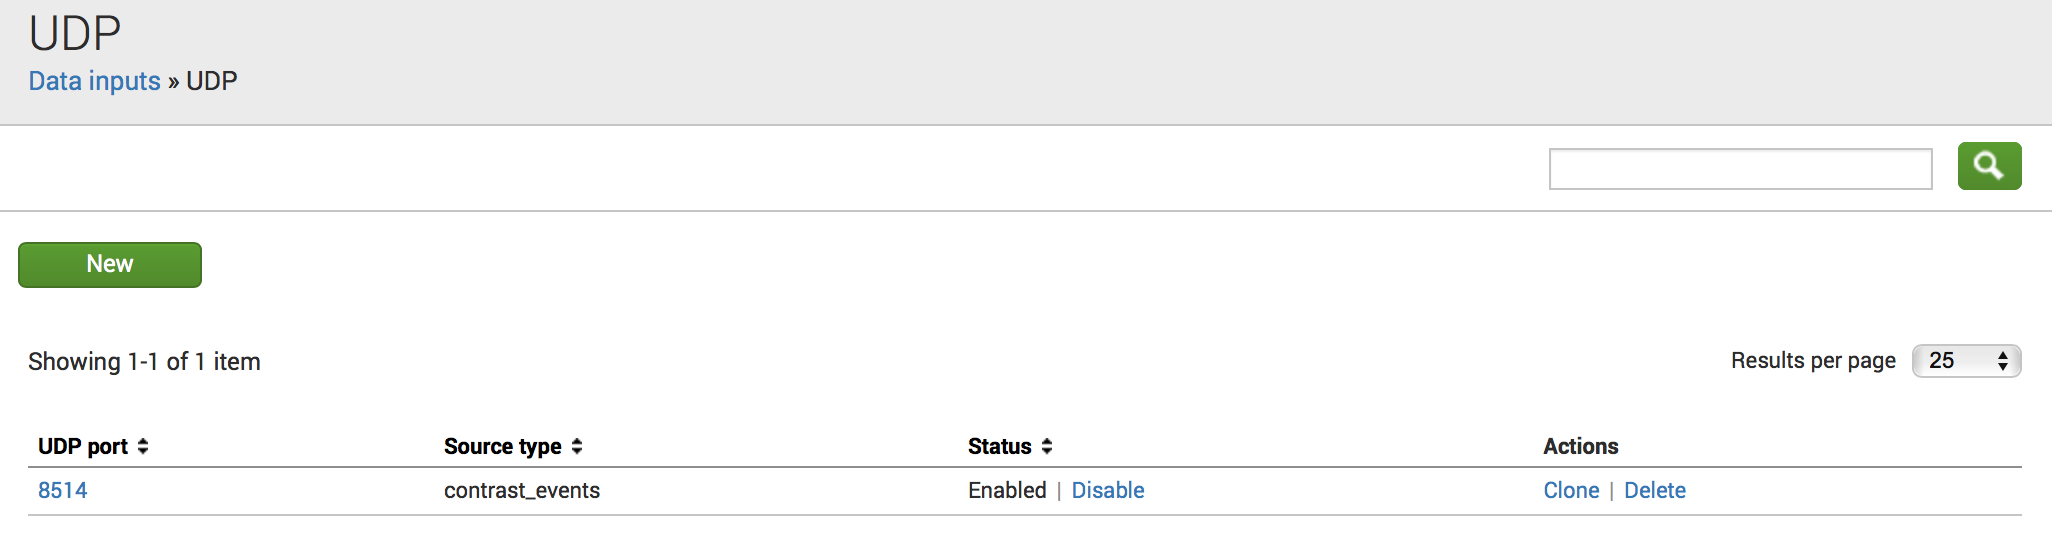 UDP
Data inputs » UDP
New
Showing 1-1 of 1 item
Results per page 25
UDP port Source type Status Actions
8514 contrast_events Enabled | Disable Clone | Delete